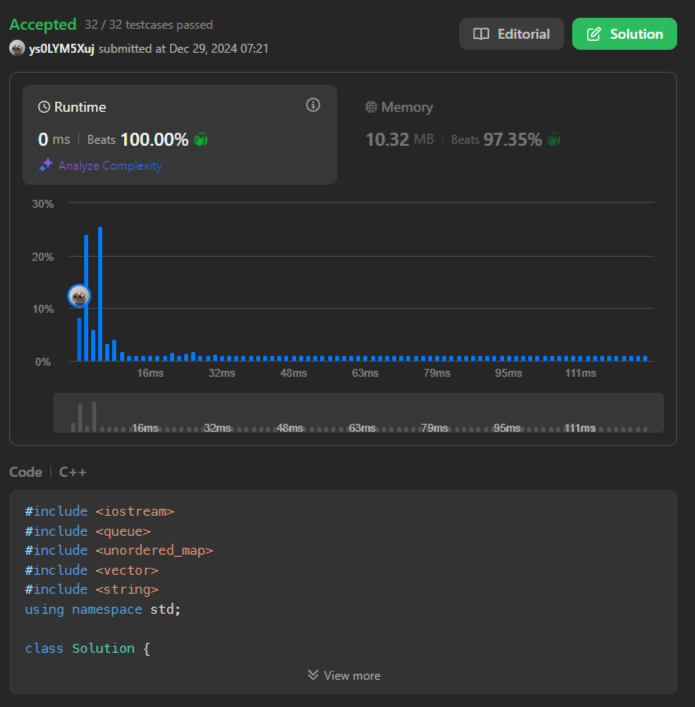 Accepted 32 / 32 testcases passed
ys0LYM5Xuj submitted at Dec 29, 2024 07:21
Editorial
Solution
Runtime
0 ms | Beats 100.00%
Analyze Complexity
Memory
10.32 MB | Beats 97.35%
30%
20%
10%
0%
16ms 32ms 48ms 63ms 79ms 95ms 111ms
16ms 32ms 48ms 63ms 79ms 95ms 111ms
Code | C++
#include <iostream>
#include <queue>
#include <unordered_map>
#include <vector>
#include <string>
using namespace std;
class Solution {
View more